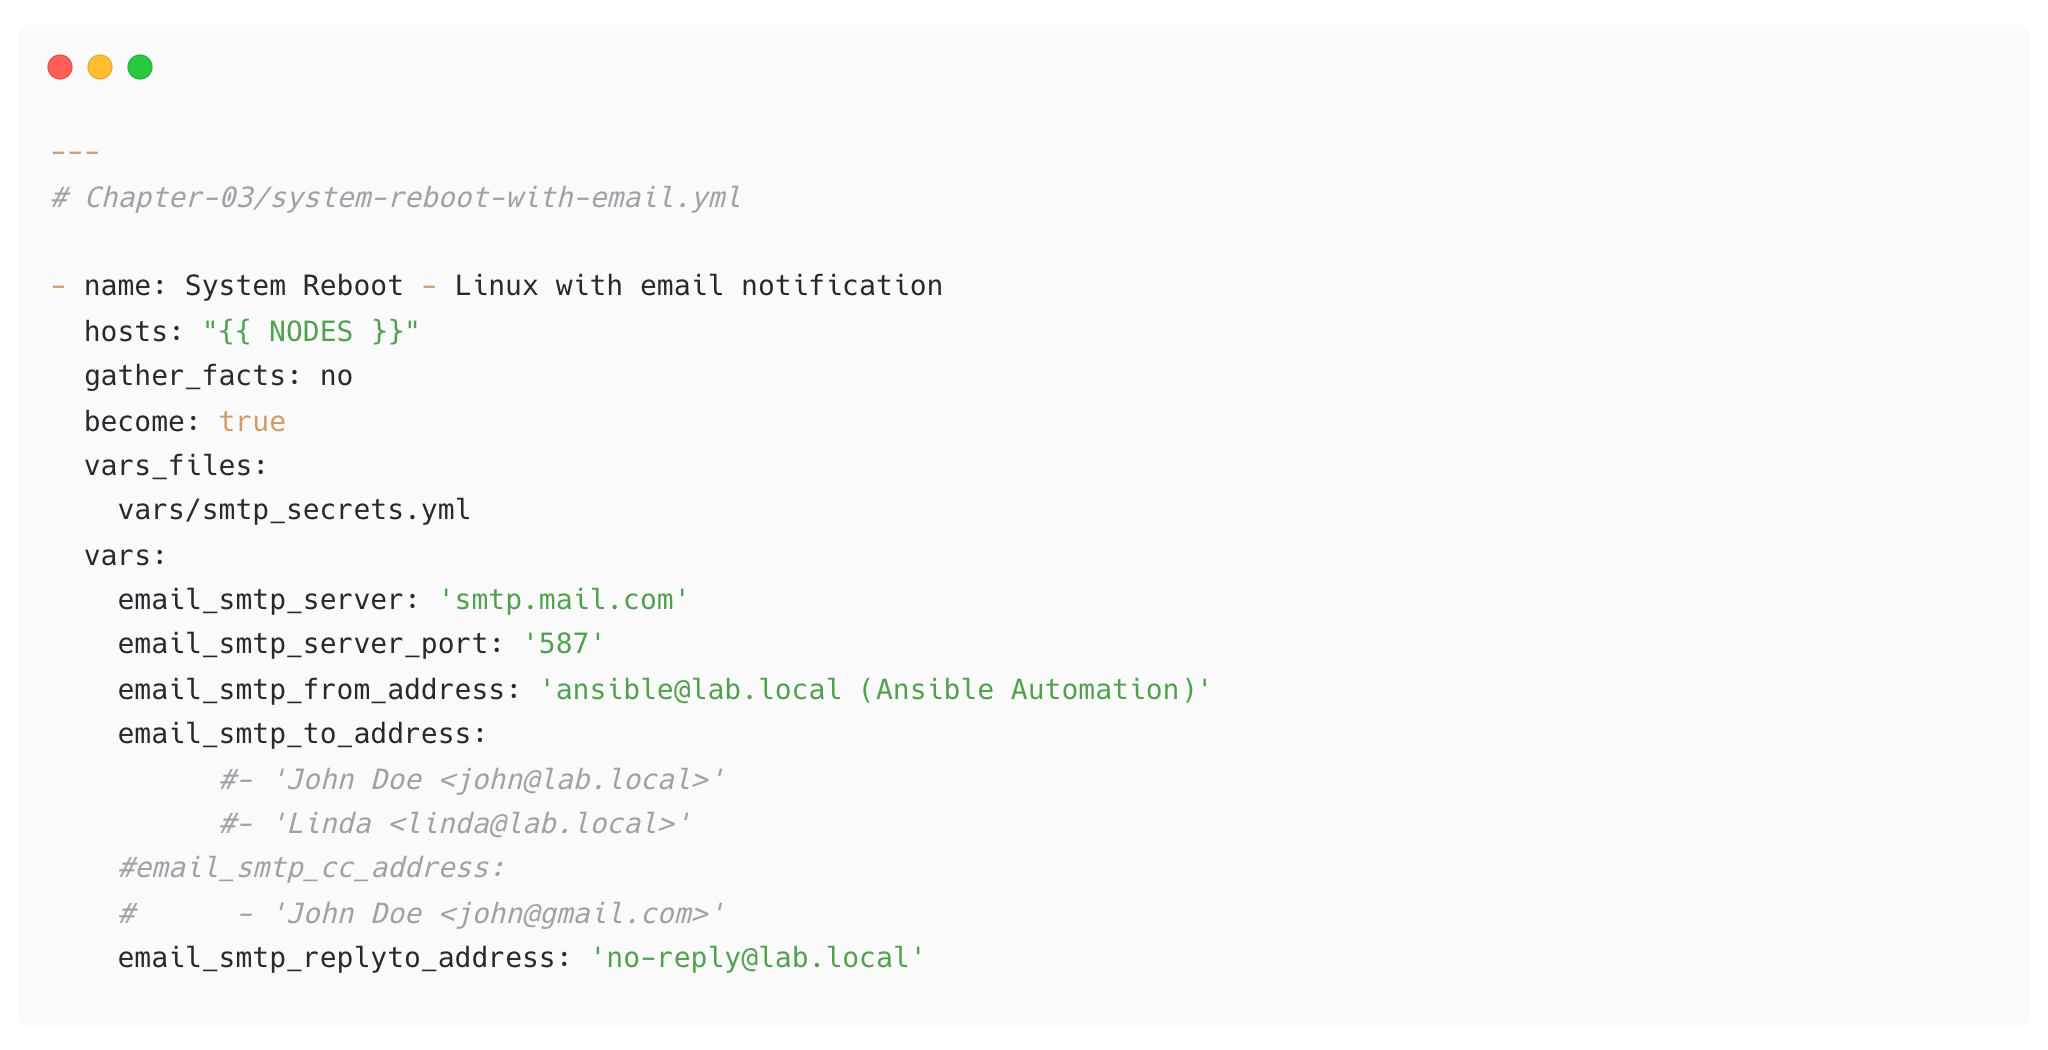 ---
# Chapter-03/system-reboot-with-email.yml

- name: System Reboot - Linux with email notification
  hosts: "{{ NODES }}"
  gather_facts: no
  become: true
  vars_files:
    vars/smtp_secrets.yml
  vars:
    email_smtp_server: 'smtp.mail.com'
    email_smtp_server_port: '587'
    email_smtp_from_address: 'ansible@lab.local (Ansible Automation)'
    email_smtp_to_address:
          #- 'John Doe <john@lab.local>'
          #- 'Linda <linda@lab.local>'
    #email_smtp_cc_address:
    #      - 'John Doe <john@gmail.com>'
    email_smtp_replyto_address: 'no-reply@lab.local'